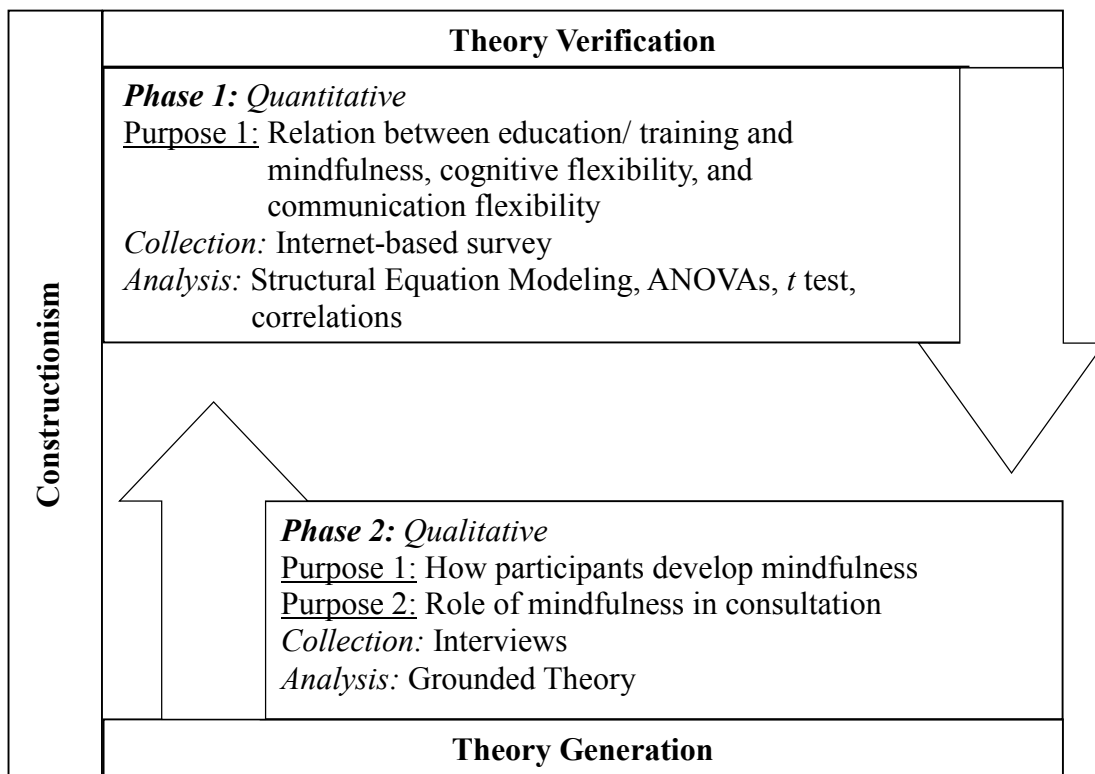 Constructionism
Theory Verification
Phase 1: Quantitative
Purpose 1: Relation between education/ training and
mindfulness, cognitive flexibility, and
communication flexibility
Collection: Internet-based survey
Analysis: Structural Equation Modeling, ANOVAs, t test,
correlations
Phase 2: Qualitative
Purpose 1: How participants develop mindfulness
Purpose 2: Role of mindfulness in consultation
Collection: Interviews
Analysis: Grounded Theory
Theory Generation